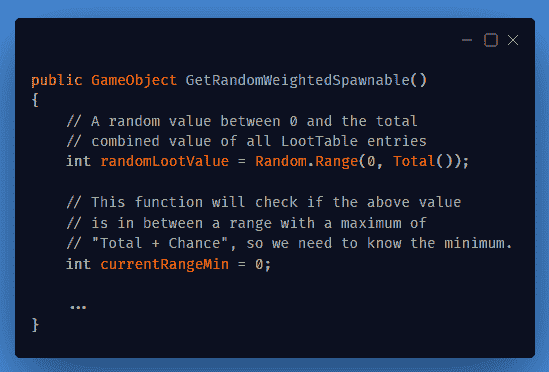 public GameObject GetRandomWeightedSpawnable()
{
// A random value between 0 and the total
// combined value of all LootTable entries
int randomLootValue = Random.Range(0, Total());
// This function will check if the above value
// is in between a range with a maximum of
// "Total + Chance", so we need to know the minimum.
int currentRangeMin = 0;
...
}